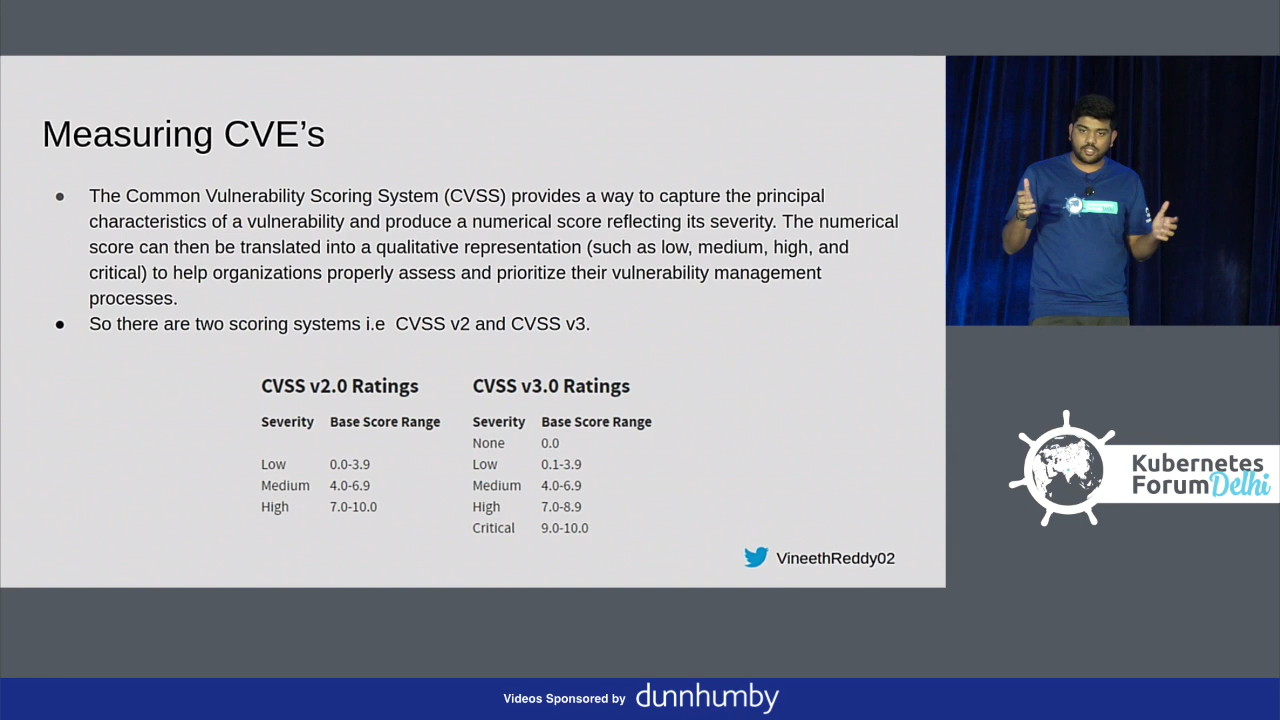 Measuring CVE’s
● The Common Vulnerability Scoring System (CVSS) provides a way to capture the principal
characteristics of a vulnerability and produce a numerical score reflecting its severity. The numerical
score can then be translated into a qualitative representation (such as low, medium, high, and
critical) to help organizations properly assess and prioritize their vulnerability management
processes.
● So there are two scoring systems i.e CVSS v2 and CVSS v3.
CVSS v2.0 Ratings
Severity Base Score Range
Low 0.0-3.9
Medium 4.0-6.9
High 7.0-10.0
CVSS v3.0 Ratings
Severity Base Score Range
None 0.0
Low 0.1-3.9
Medium 4.0-6.9
High 7.0-8.9
Critical 9.0-10.0
VineethReddy02
Kubernetes
Forum Delhi
Videos Sponsored by dunnhumby